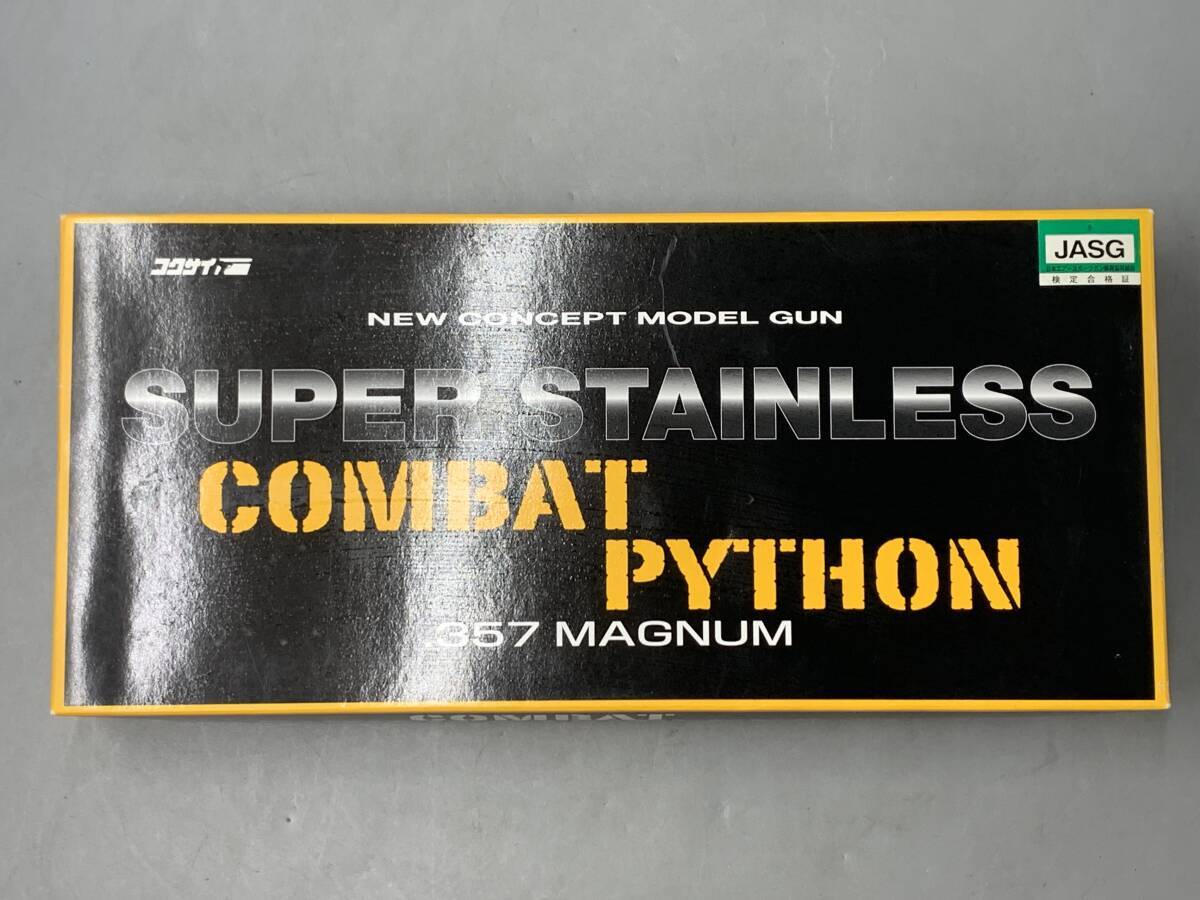 コクサイ
JASG
検定合格証
NEW CONCEPT MODEL GUN
SUPER STAINLESS
COMBAT
PYTHON
.357 MAGNUM
COMBAT